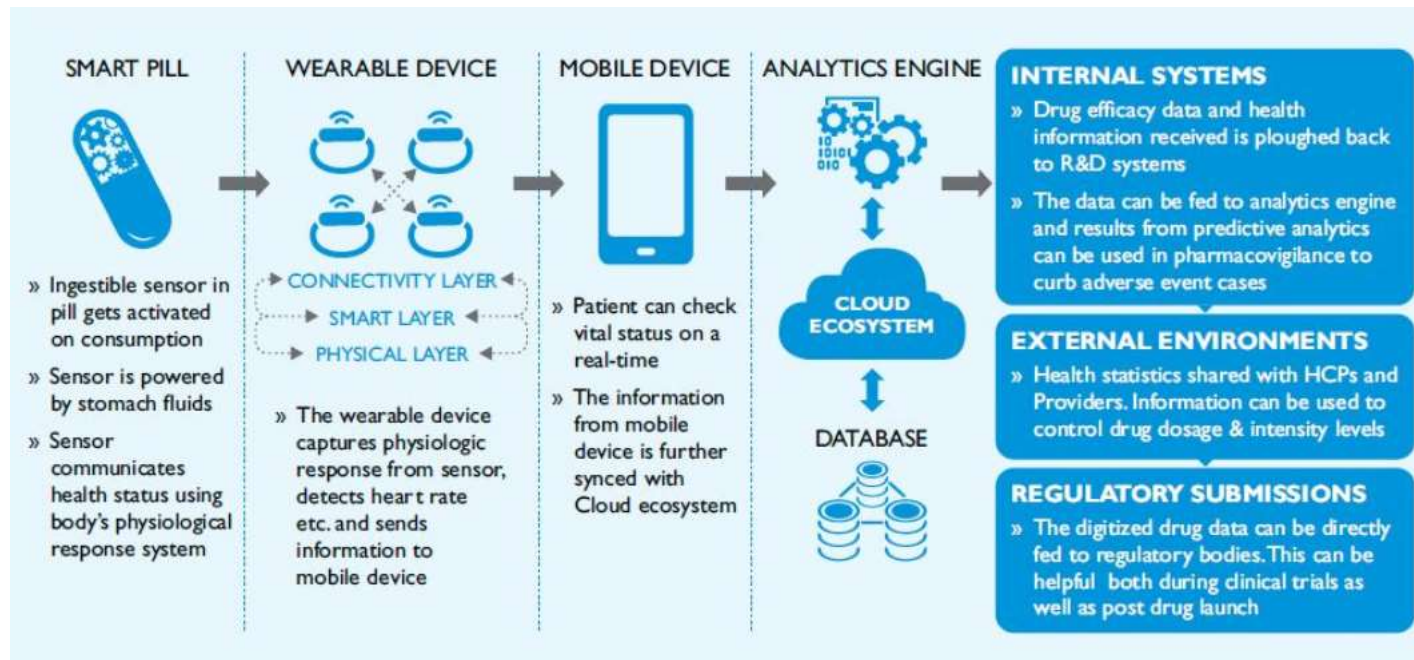 SMART PILL
» Ingestible sensor in
pill gets activated
on consumption
» Sensor is powered
by stomach fluids
» Sensor
communicates
health status using
body's physiological
response system
WEARABLE DEVICE
CONNECTIVITY LAYER
SMART LAYER
PHYSICAL LAYER
» The wearable device
captures physiologic
response from sensor,
detects heart rate
etc. and sends
information to
mobile device
MOBILE DEVICE
» Patient can check
vital status on a
real-time
» The information
from mobile
device is further
synced with
Cloud ecosystem
ANALYTICS ENGINE
10
10101
010
CLOUD
ECOSYSTEM
DATABASE
INTERNAL SYSTEMS
» Drug efficacy data and health
information received is ploughed back
to R&D systems
» The data can be fed to analytics engine
and results from predictive analytics
can be used in pharmacovigilance to
curb adverse event cases
EXTERNAL ENVIRONMENTS
» Health statistics shared with HCPs and
Providers. Information can be used to
control drug dosage & intensity levels
REGULATORY SUBMISSIONS
» The digitized drug data can be directly
fed to regulatory bodies. This can be
helpful both during clinical trials as
well as post drug launch